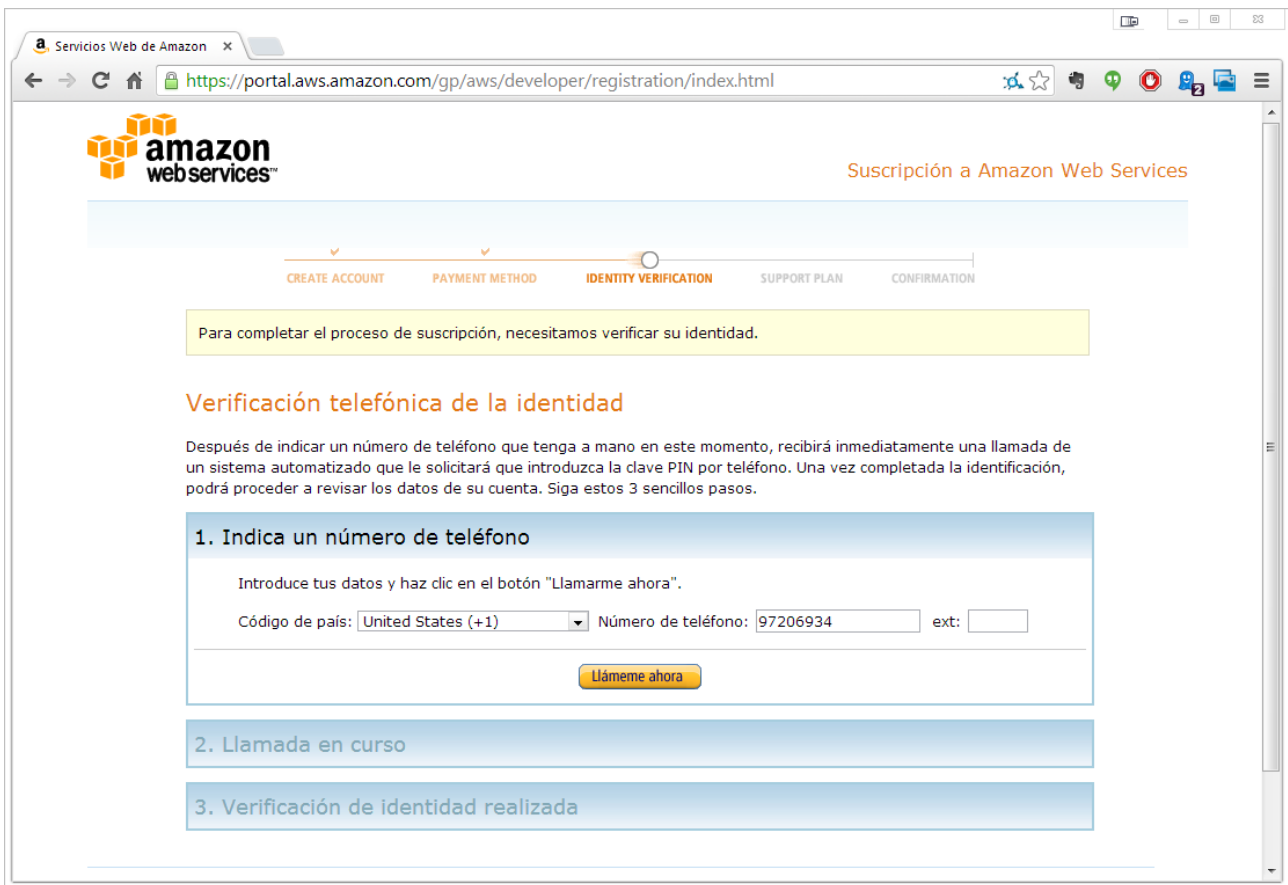 Servicios Web de Amazon
https://portal.aws.amazon.com/gp/aws/developer/registration/index.html
2
amazon
web services™
Suscripción a Amazon Web Services
CREATE ACCOUNT PAYMENT METHOD IDENTITY VERIFICATION SUPPORT PLAN CONFIRMATION
Para completar el proceso de suscripción, necesitamos verificar su identidad.
Verificación telefónica de la identidad
Después de indicar un número de teléfono que tenga a mano en este momento, recibirá inmediatamente una llamada de
un sistema automatizado que le solicitará que introduzca la clave PIN por teléfono. Una vez completada la identificación,
podrá proceder a revisar los datos de su cuenta. Siga estos 3 sencillos pasos.
1. Indica un número de teléfono
Introduce tus datos y haz clic en el botón "Llamarme ahora".
Código de país: United States (+1) Número de teléfono: 97206934 ext:
Llámeme ahora
2. Llamada en curso
3. Verificación de identidad realizada